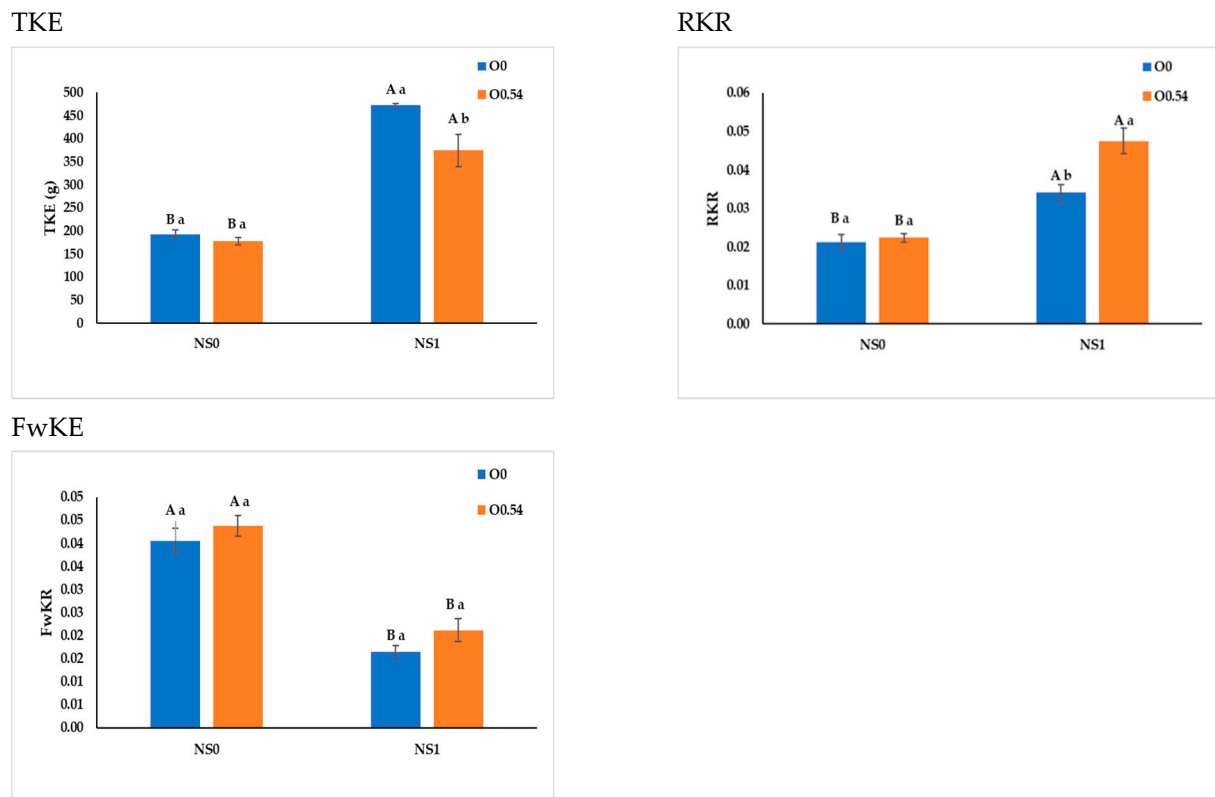 TKE
O0
O0.54
500
450
400
350
300
250
200
150
100
50
0
TKE (g)
B a
B a
A a
A b
NS0
NS1
RKR
O0
O0.54
0.06
0.05
0.04
0.03
0.02
0.01
0.00
RKR
B a
B a
A b
A a
NS0
NS1
FwKE
O0
O0.54
0.05
0.05
0.04
0.04
0.03
0.03
0.02
0.02
0.01
0.01
0.00
FwKR
A a
A a
B a
B a
NS0
NS1